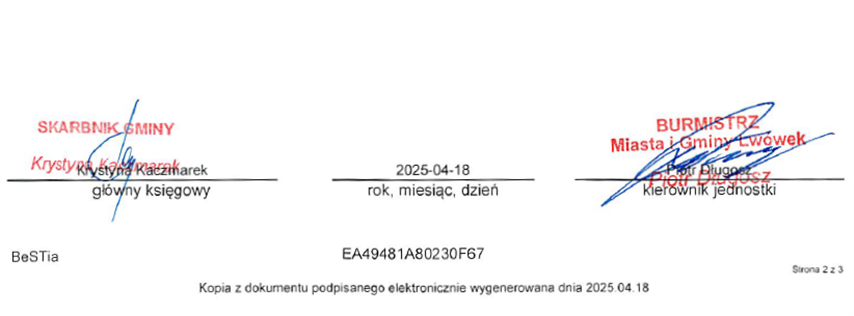 SKARBNIK GMINY
Krystyna Kaczmarek
Krystyna Kaczmarek
główny księgowy
2025-04-18
rok, miesiąc, dzień
BURMISTRZ
Miasta i Gminy Lwówek
Piotr Długosz
Piotr Długosz
kierownik jednostki
BeSTia
EA49481A80230F67
Strona 2 z 3
Kopia z dokumentu podpisanego elektronicznie wygenerowana dnia 2025.04.18